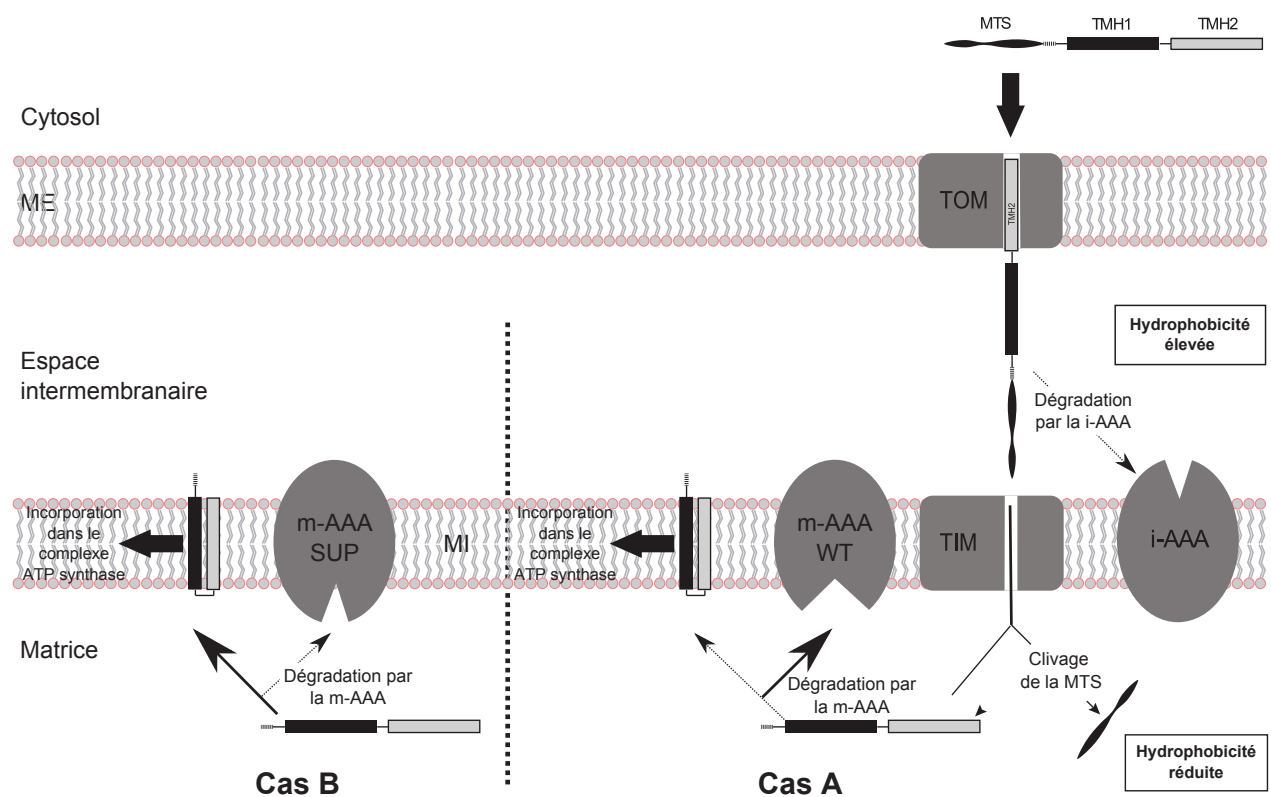 MTS
TMH1
TMH2
Cytosol
ME
TOM
TMH2
Hydrophobicité
élevée
Espace
intermembranaire
Dégradation
par la i-AAA
Incorporation
dans le
complexe
ATP synthase
m-AAA
SUP
MI
Incorporation
dans le
complexe
ATP synthase
m-AAA
WT
TIM
i-AAA
Matrice
Dégradation par
la m-AAA
Dégradation par
la m-AAA
Clivage
de la MTS
Hydrophobicité
réduite
Cas B
Cas A